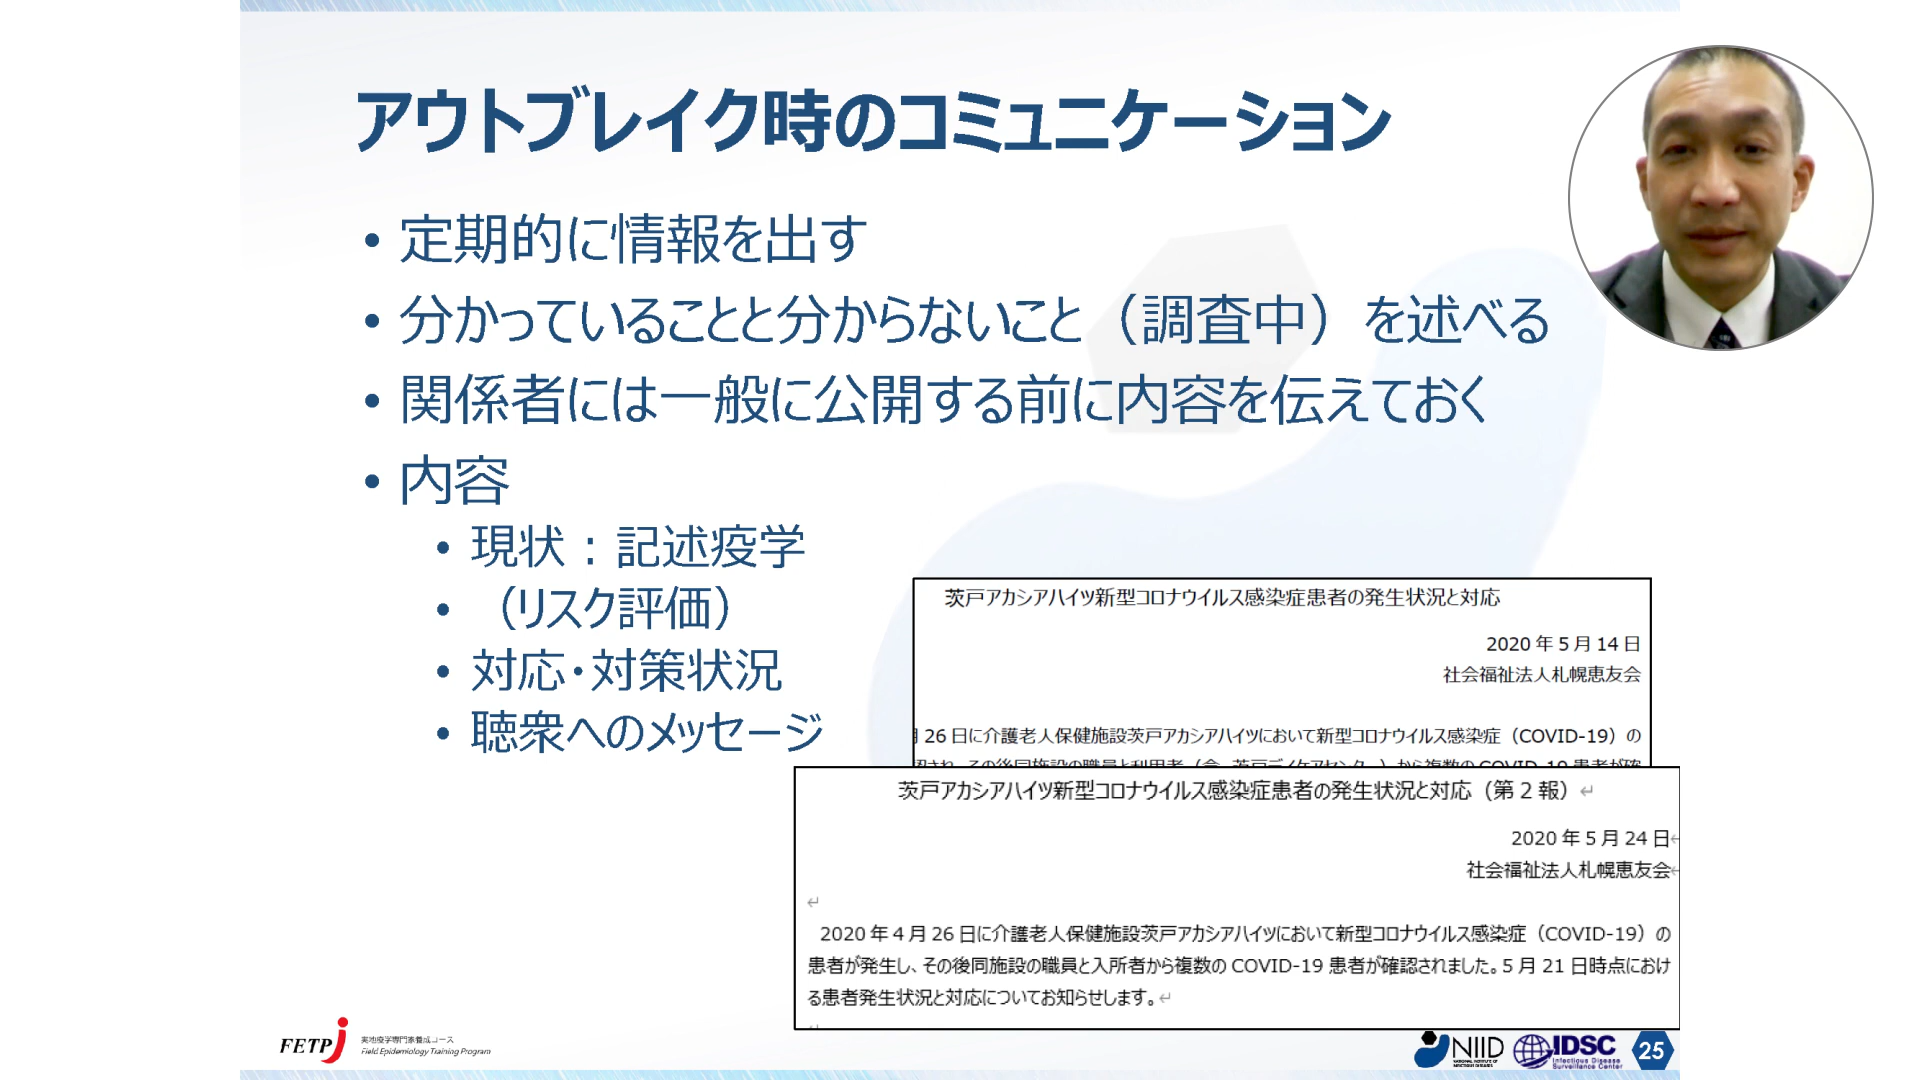 アウトブレイク時のコミュニケーション
• 定期的に情報を出す
• 分かっていることと分からないこと（調査中）を述べる
• 関係者には一般に公開する前に内容を伝えておく
• 内容
• 現状：記述疫学
• （リスク評価）
• 対応・対策状況
• 聴衆へのメッセージ
茨戸アカシアハイツ新型コロナウイルス感染症患者の発生状況と対応
2020 年 5 月 14 日
社会福祉法人札幌恵友会
26 日に介護老人保健施設茨戸アカシアハイツにおいて新型コロナウイルス感染症（COVID-19）の
茨戸アカシアハイツ新型コロナウイルス感染症患者の発生状況と対応（第 2 報）↵
2020 年 5 月 24 日
社会福祉法人札幌恵友会
↵
2020 年 4 月 26 日に介護老人保健施設茨戸アカシアハイツにおいて新型コロナウイルス感染症（COVID-19）の
患者が発生し、その後同施設の職員と入所者から複数の COVID-19 患者が確認されました。5 月 21 日時点におけ
る患者発生状況と対応についてお知らせします。↵
FETP J
実地疫学専門家養成コース
Field Epidemiology Training Program
NIID
NATIONAL INSTITUTE OF
INFECTIOUS DISEASES
IDSC
Infectious Disease
Surveillance Center
25